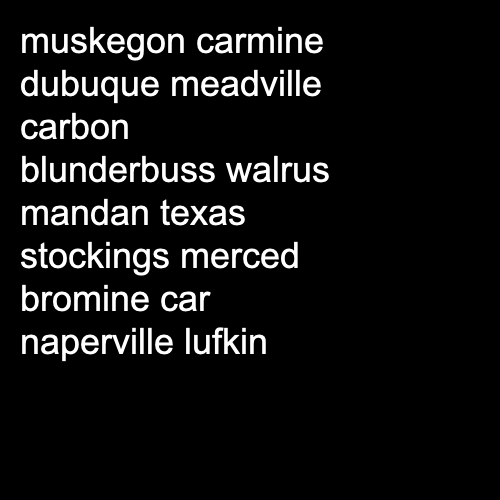 muskegon carmine
dubuque meadville
carbon
blunderbuss walrus
mandan texas
stockings merced
bromine car
naperville lufkin